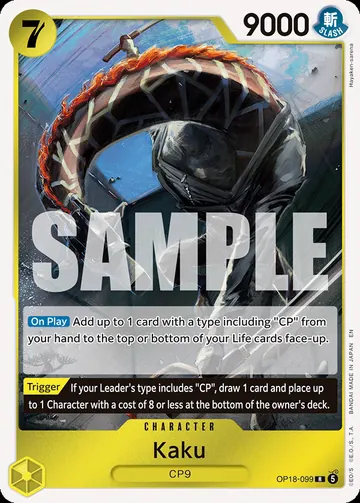 7
9000
斬
SLASH
Hayaken-sarena
SAMPLE
On Play Add up to 1 card with a type including "CP" from
your hand to the top or bottom of your Life cards face-up.
Trigger If your Leader's type includes "CP", draw 1 card and place up
to 1 Character with a cost of 8 or less at the bottom of the owner's deck.
CHARACTER
Kaku
CP9
OP18-099 R 5
©E.O./S. ©E.O./S., T.A BANDAI MADE IN JAPAN EN